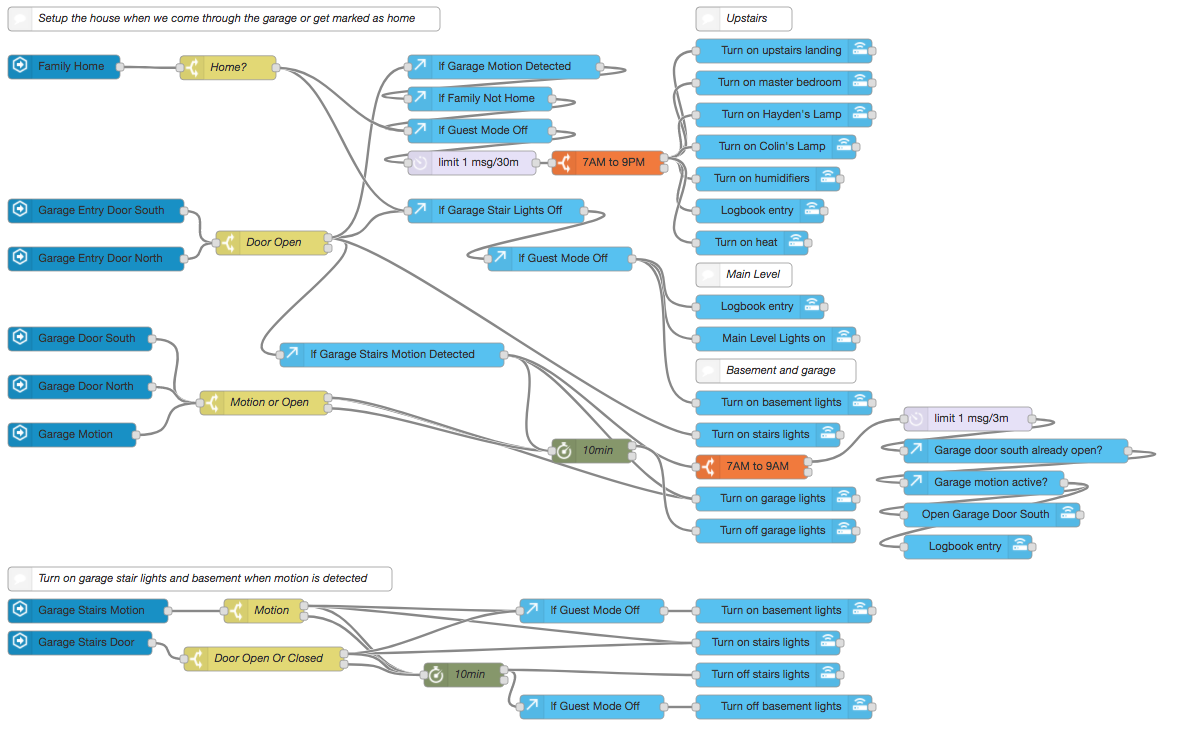 Setup the house when we come through the garage or get marked as home
Upstairs
Family Home
Home?
If Garage Motion Detected
If Family Not Home
If Guest Mode Off
limit 1 msg/30m
7AM to 9PM
Turn on upstairs landing
Turn on master bedroom
Turn on Hayden's Lamp
Turn on Colin's Lamp
Turn on humidifiers
Logbook entry
Turn on heat
Garage Entry Door South
Garage Entry Door North
Door Open
If Garage Stair Lights Off
If Guest Mode Off
Main Level
Logbook entry
Main Level Lights on
Garage Door South
Garage Door North
Garage Motion
Motion or Open
If Garage Stairs Motion Detected
10min
Basement and garage
Turn on basement lights
Turn on stairs lights
7AM to 9AM
Turn on garage lights
Turn off garage lights
limit 1 msg/3m
Garage door south already open?
Garage motion active?
Open Garage Door South
Logbook entry
Turn on garage stair lights and basement when motion is detected
Garage Stairs Motion
Motion
If Guest Mode Off
Turn on basement lights
Garage Stairs Door
Door Open Or Closed
Turn on stairs lights
10min
Turn off stairs lights
If Guest Mode Off
Turn off basement lights